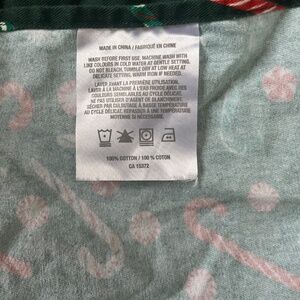 MADE IN CHINA / FABRIQUÉ EN CHINE
WASH BEFORE FIRST USE. MACHINE WASH WITH
LIKE COLOURS IN COLD WATER AT GENTLE SETTING.
DO NOT BLEACH, TUMBLE DRY AT LOW HEAT AT
DELICATE SETTING, WARM IRON IF NEEDED.
LAVER AVANT LA PREMIÈRE UTILISATION.
LAVER À LA MACHINE À L'EAU FROIDE AVEC DES
COULEURS SEMBLABLES AU CYCLE DÉLICAT.
NE PAS UTILISER D'AGENT DE BLANCHIMENT.
SÉCHER PAR CULBUTAGE À BASSE TEMPÉRATURE
AU CYCLE DÉLICAT. REPASSER À UNE TEMPÉRATURE
MOYENNE SI NÉCESSAIRE.
100% COTTON / 100 % COTON
CA 15372